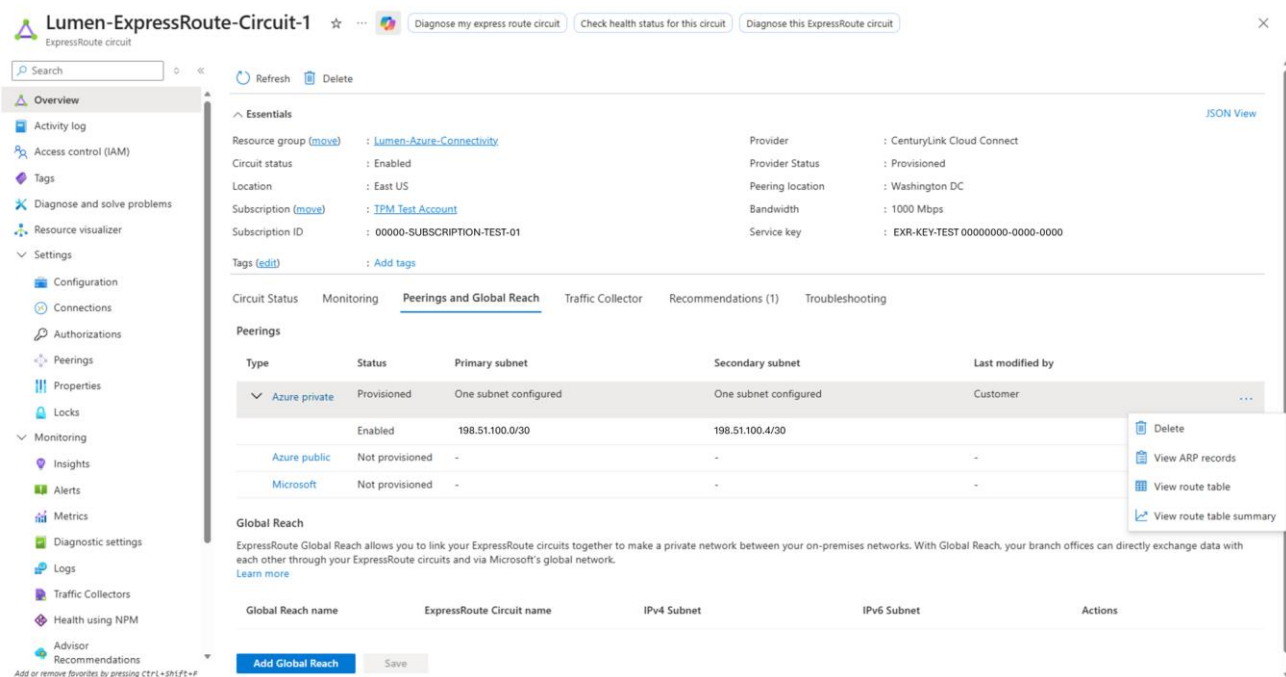 Lumen-ExpressRoute-Circuit-1
ExpressRoute circuit
Diagnose my express route circuit
Check health status for this circuit
Diagnose this ExpressRoute circuit
Search
Overview
Activity log
Access control (IAM)
Tags
Diagnose and solve problems
Resource visualizer
Settings
Configuration
Connections
Authorizations
Peerings
Properties
Locks
Monitoring
Insights
Alerts
Metrics
Diagnostic settings
Logs
Traffic Collectors
Health using NPM
Advisor
Recommendations
Add or remove favorites by pressing Ctrl+Shift+F
Refresh Delete
Essentials JSON View
Resource group (move) : Lumen-Azure-Connectivity Provider : CenturyLink Cloud Connect
Circuit status : Enabled Provider Status : Provisioned
Location : East US Peering location : Washington DC
Subscription (move) : TPM Test Account Bandwidth : 1000 Mbps
Subscription ID : 00000-SUBSCRIPTION-TEST-01 Service key : EXR-KEY-TEST 00000000-0000-0000
Tags (edit) : Add tags
Circuit Status Monitoring Peerings and Global Reach Traffic Collector Recommendations (1) Troubleshooting
Peerings
Type Status Primary subnet Secondary subnet Last modified by
Azure private Provisioned One subnet configured One subnet configured Customer ...
Enabled 198.51.100.0/30 198.51.100.4/30
Azure public Not provisioned - - -
Microsoft Not provisioned - - -
Delete
View ARP records
View route table
View route table summary
Global Reach
ExpressRoute Global Reach allows you to link your ExpressRoute circuits together to make a private network between your on-premises networks. With Global Reach, your branch offices can directly exchange data with
each other through your ExpressRoute circuits and via Microsoft's global network.
Learn more
Global Reach name ExpressRoute Circuit name IPv4 Subnet IPv6 Subnet Actions
Add Global Reach Save